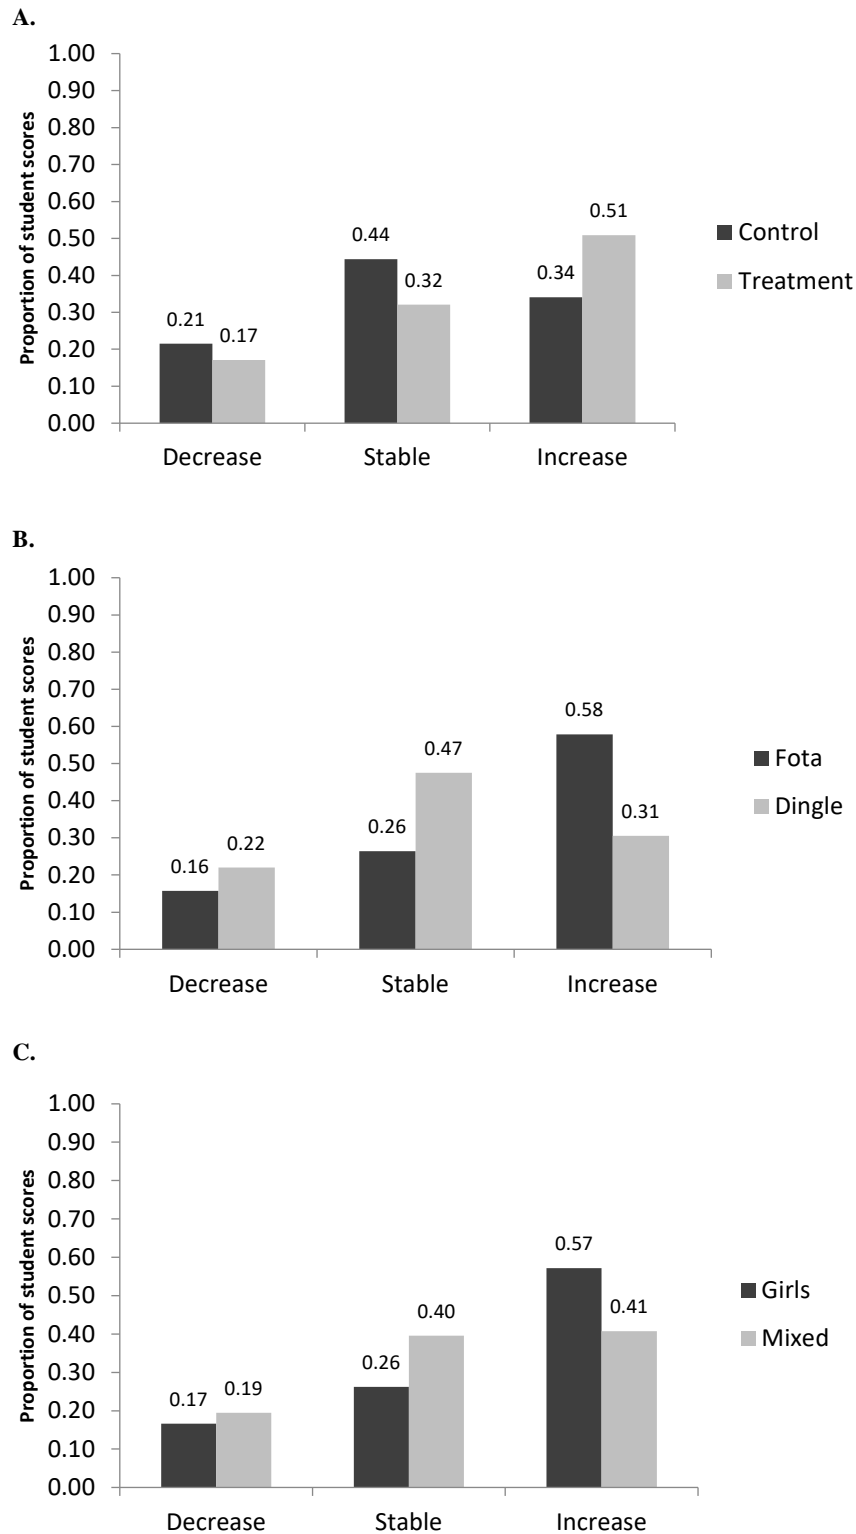 A.
1.00
0.90
0.80
0.70
0.60
0.50
0.40
0.30
0.20
0.10
0.00
Proportion of student scores
0.21
0.17
0.44
0.32
0.34
0.51
Decrease
Stable
Increase
Control
Treatment
B.
1.00
0.90
0.80
0.70
0.60
0.50
0.40
0.30
0.20
0.10
0.00
Proportion of student scores
0.16
0.22
0.26
0.47
0.58
0.31
Decrease
Stable
Increase
Fota
Dingle
C.
1.00
0.90
0.80
0.70
0.60
0.50
0.40
0.30
0.20
0.10
0.00
Proportion of student scores
0.17
0.19
0.26
0.40
0.57
0.41
Decrease
Stable
Increase
Girls
Mixed